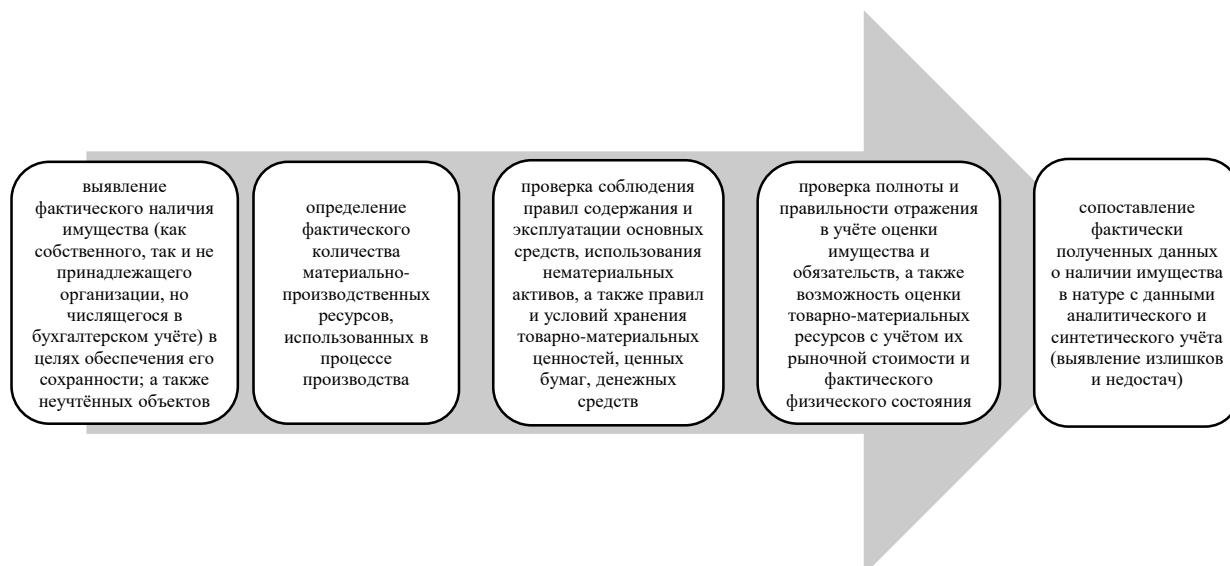 выявление
фактического наличия
имущества (как
собственного, так и не
принадлежащего
организации, но
числящегося в
бухгалтерском учёте) в
целях обеспечения его
сохранности; а также
неучтённых объектов
определение
фактического
количества
материально-
производственных
ресурсов,
использованных в
процессе
производства
проверка соблюдения
правил содержания и
эксплуатации основных
средств, использования
нематериальных
активов, а также правил
и условий хранения
товарно-материальных
ценностей, ценных
бумаг, денежных
средств
проверка полноты и
правильности отражения
в учёте оценки
имущества и
обязательств, а также
возможность оценки
товарно-материальных
ресурсов с учётом их
рыночной стоимости и
фактического
физического состояния
сопоставление
фактически
полученных данных
о наличии имущества
в натуре с данными
аналитического и
синтетического учёта
(выявление излишков
и недостач)